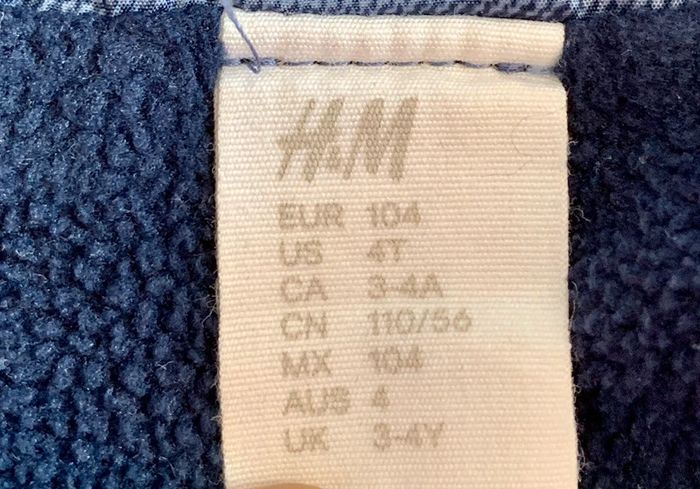 H&M
EUR 104
US 4T
CA 3-4A
CN 110/56
MX 104
AUS 4
UK 3-4Y